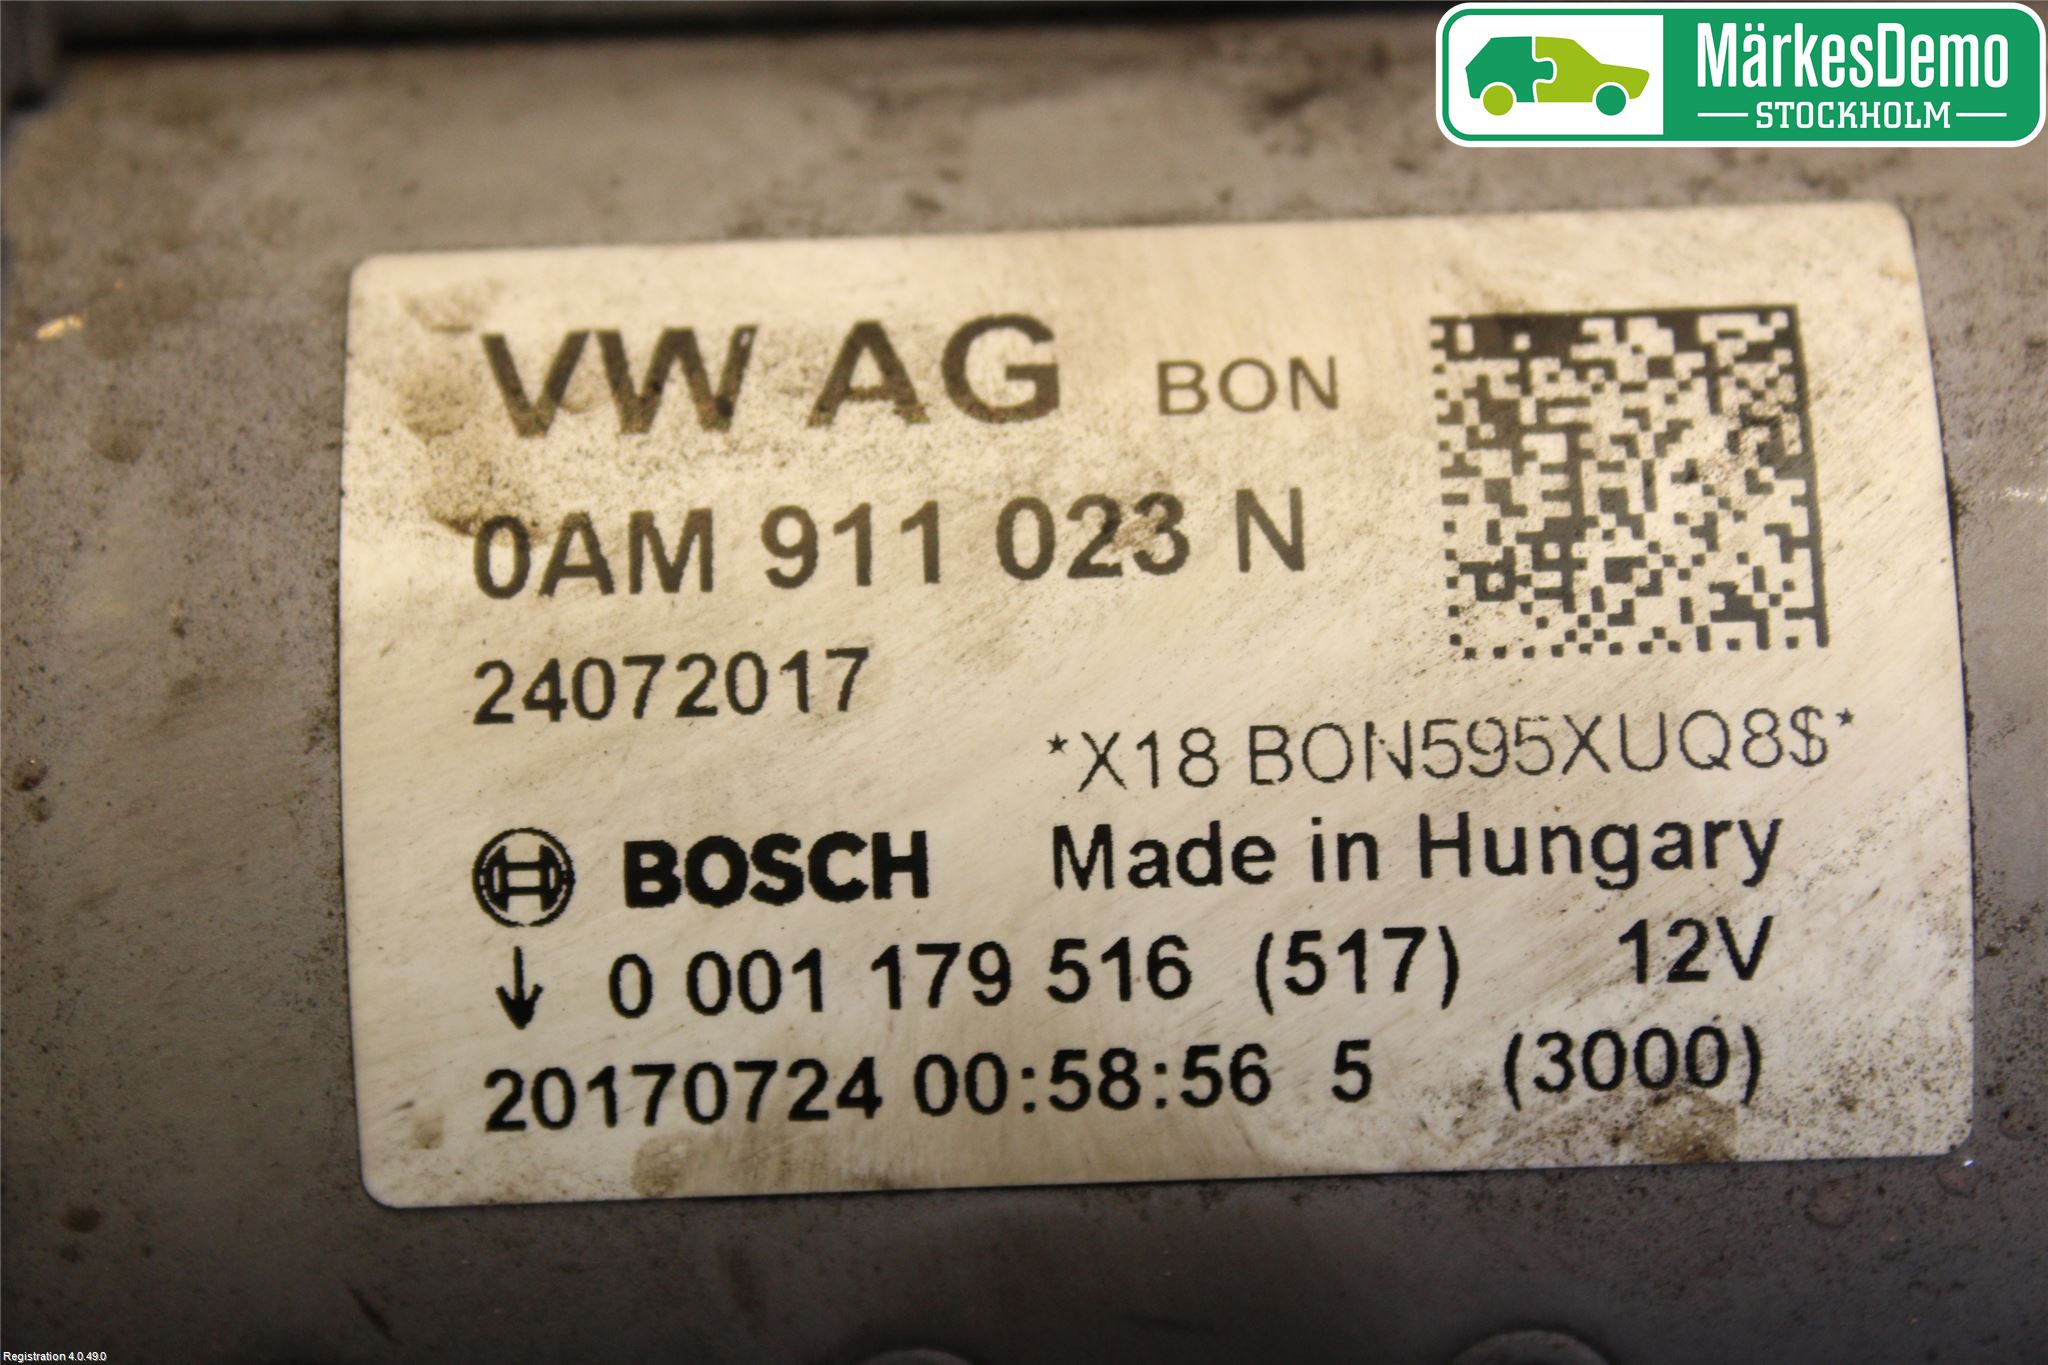 MärkesDemo
STOCKHOLM
VW AG BON
0AM 911 023 N
24072017
*X18 BON595XUQ8$*
BOSCH Made in Hungary
↓ 0 001 179 516 (517) 12V
20170724 00:58:56 5 (3000)
Registration 4.0.49.0